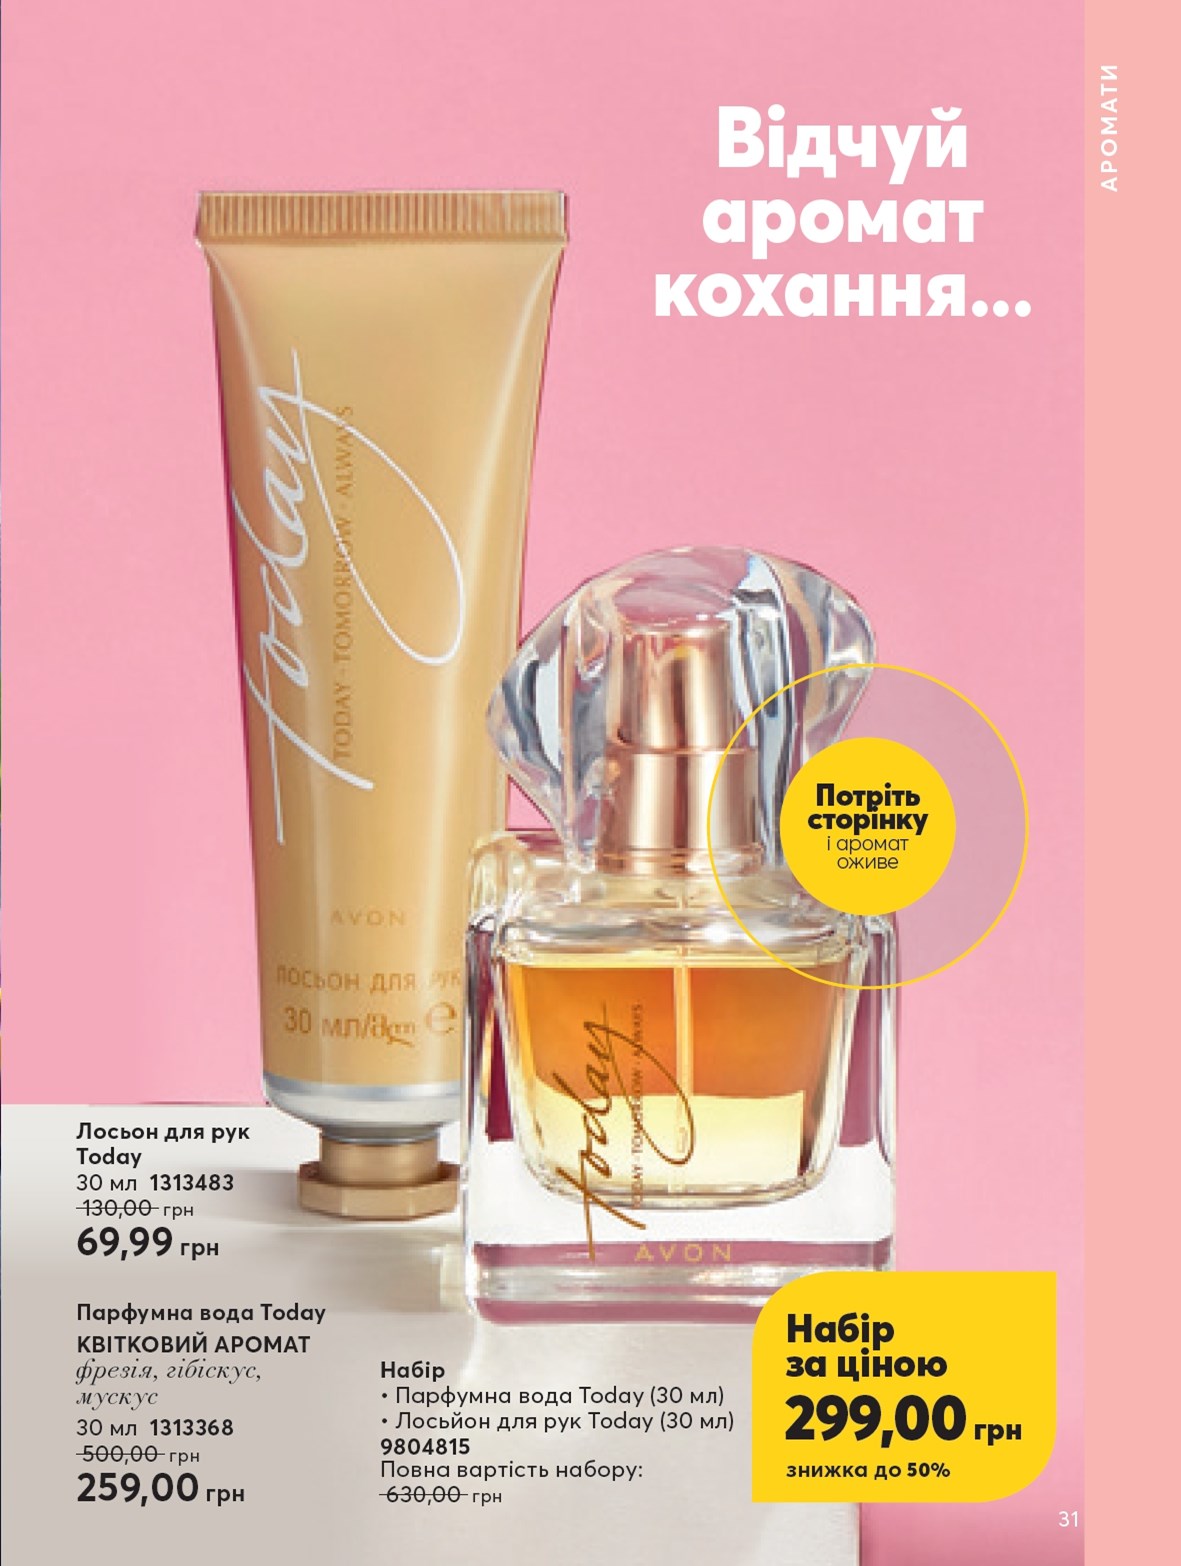 АРОМАТИ
Відчуй
аромат
кохання...
today
TODAY · TOMORROW · ALWAYS
AVON
ЛОСЬОН ДЛЯ РУК
30 МЛ/
Потріть
сторінку
і аромат
оживе
today
TODAY · TOMORROW · ALWAYS
AVON
Лосьон для рук
Today
30 мл 1313483
130,00 грн
69,99 грн
Парфумна вода Today
КВІТКОВИЙ АРОМАТ
фрезія, гібіскус,
мускус
30 мл 1313368
500,00 грн
259,00 грн
Набір
• Парфумна вода Today (30 мл)
• Лосьйон для рук Today (30 мл)
9804815
Повна вартість набору:
630,00 грн
Набір
за ціною
299,00 грн
знижка до 50%
31